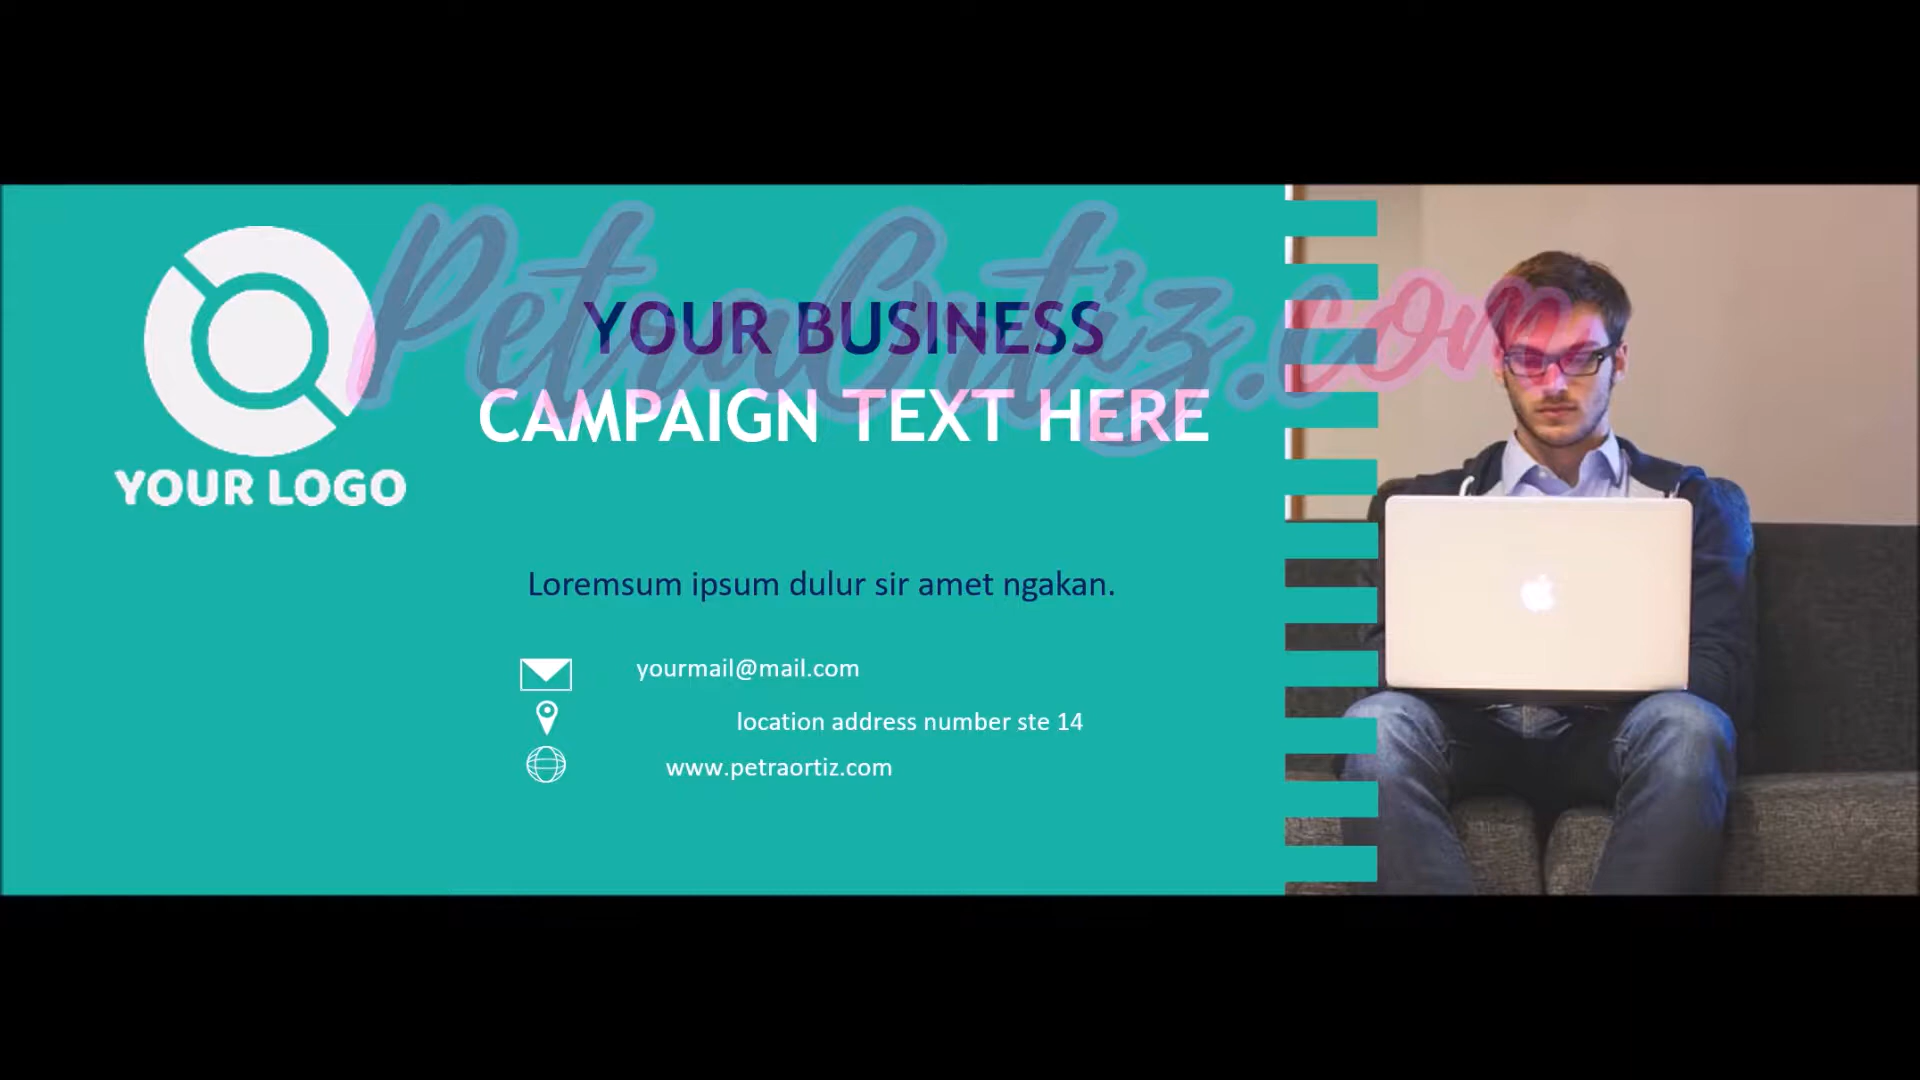 PetraOrtiz.com
YOUR BUSINESS
CAMPAIGN TEXT HERE
YOUR LOGO
Loremsum ipsum dulur sir amet ngakan.
yourmail@mail.com
location address number ste 14
www.petraortiz.com